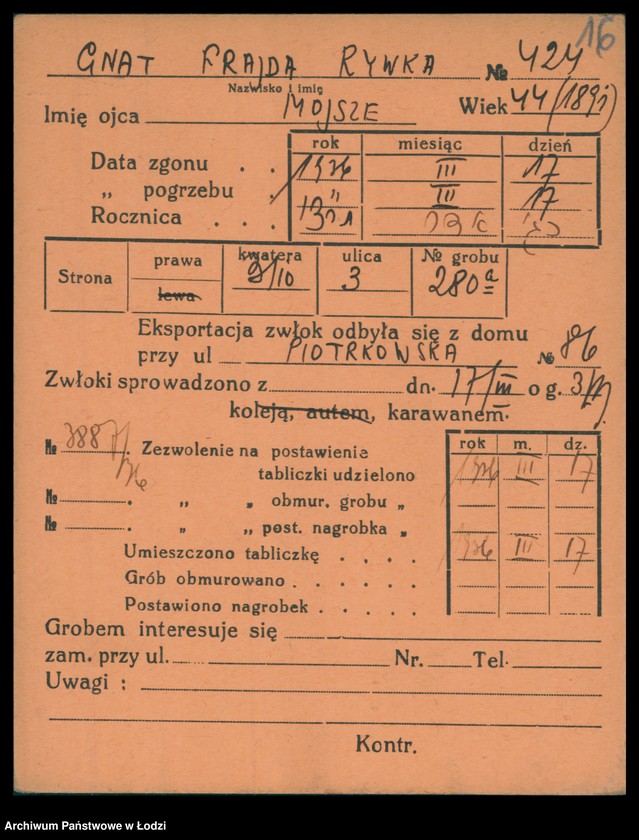 16
GNAT FRAJDA RYWKA № 424
Nazwisko i imię
Imię ojca MOJSZE Wiek 44 (1891)
rok miesiąc dzień
Data zgonu . . 1936 III 17
„ pogrzebu . " III 17
Rocznica . . .
Strona prawa kwatera ulica № grobu
lewa 9/10 3 280 a
Eksportacja zwłok odbyła się z domu
przy ul PIOTRKOWSKA № 86
Zwłoki sprowadzono z dn. 17/III o g. 3
koleją, autem, karawanem.
rok m. dz.
№ 388 /36 . Zezwolenie na postawienie
tabliczki udzielono 1936 III 17
№ . „ „ obmur. grobu „
№ . „ „ post. nagrobka „
Umieszczono tabliczkę . . . . 1936 III 17
Grób obmurowano . . . . . .
Postawiono nagrobek . . . . .
Grobem interesuje się
zam. przy ul. Nr. Tel.
Uwagi :
Kontr.
Archiwum Państwowe w Łodzi